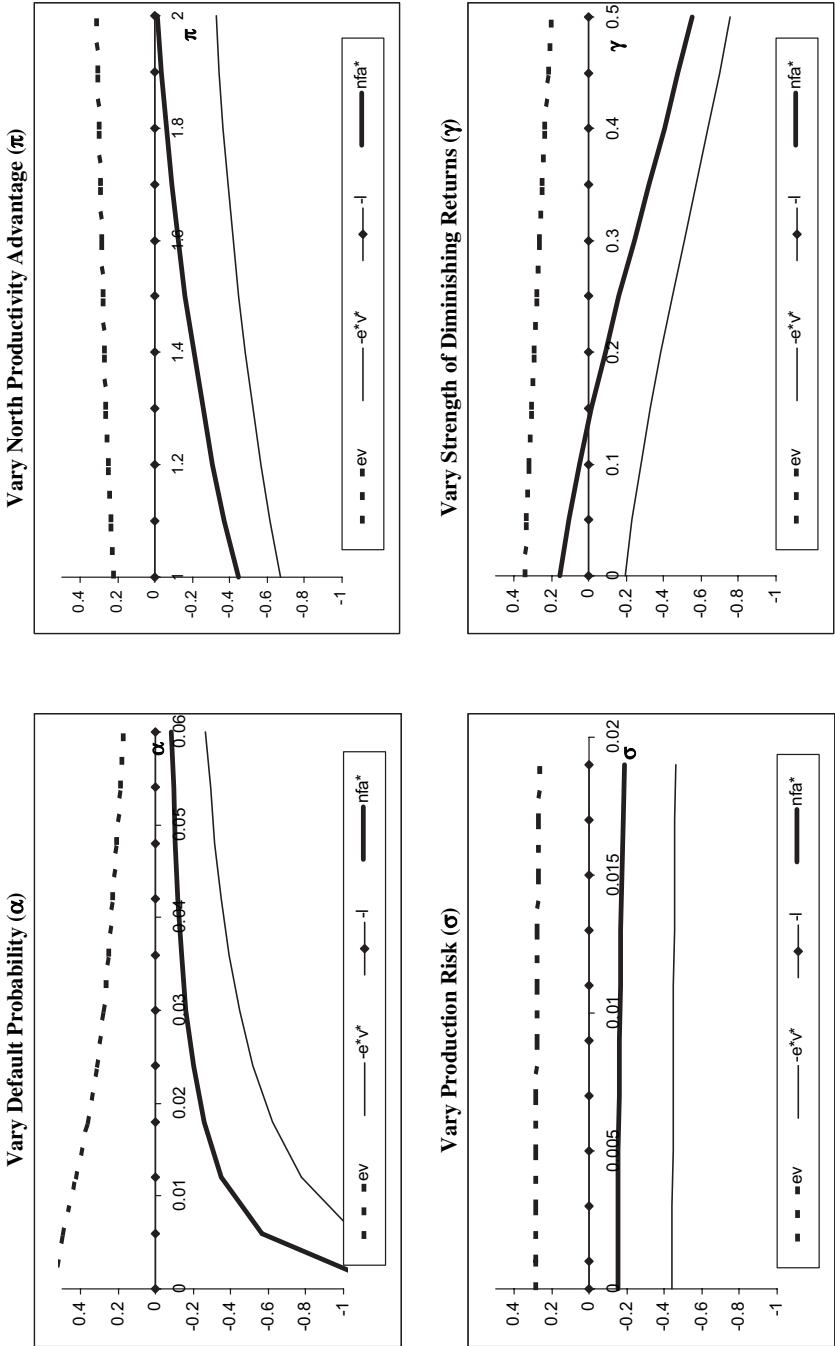 Vary Default Probability (α)
0.4
0.2
0
-0.2
-0.4
-0.6
-0.8
-1
0 0.01 0.02 0.03 0.04 0.05 0.06
α
ev -e*v* -l nfa*
Vary North Productivity Advantage (π)
0.4
0.2
0
-0.2
-0.4
-0.6
-0.8
-1
1 1.2 1.4 1.6 1.8 2
π
ev -e*v* -l nfa*
Vary Production Risk (σ)
0.4
0.2
0
-0.2
-0.4
-0.6
-0.8
-1
0 0.005 0.01 0.015 0.02
σ
ev -e*v* -l nfa*
Vary Strength of Diminishing Returns (γ)
0.4
0.2
0
-0.2
-0.4
-0.6
-0.8
-1
0 0.1 0.2 0.3 0.4 0.5
γ
ev -e*v* -l nfa*